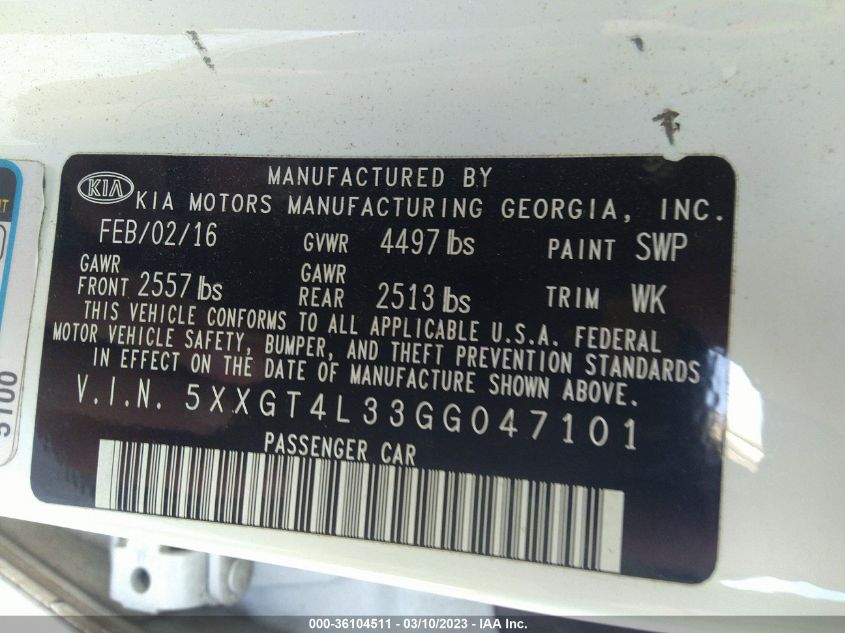 MANUFACTURED BY
KIA KIA MOTORS MANUFACTURING GEORGIA, INC.
FEB/02/16 GVWR 4497 lbs PAINT SWP
GAWR FRONT 2557 lbs GAWR REAR 2513 lbs TRIM WK
THIS VEHICLE CONFORMS TO ALL APPLICABLE U.S.A. FEDERAL
MOTOR VEHICLE SAFETY, BUMPER, AND THEFT PREVENTION STANDARDS
IN EFFECT ON THE DATE OF MANUFACTURE SHOWN ABOVE.
V.I.N. 5XXGT4L33GG047101
PASSENGER CAR
000-36104511 - 03/10/2023 - IAA Inc.